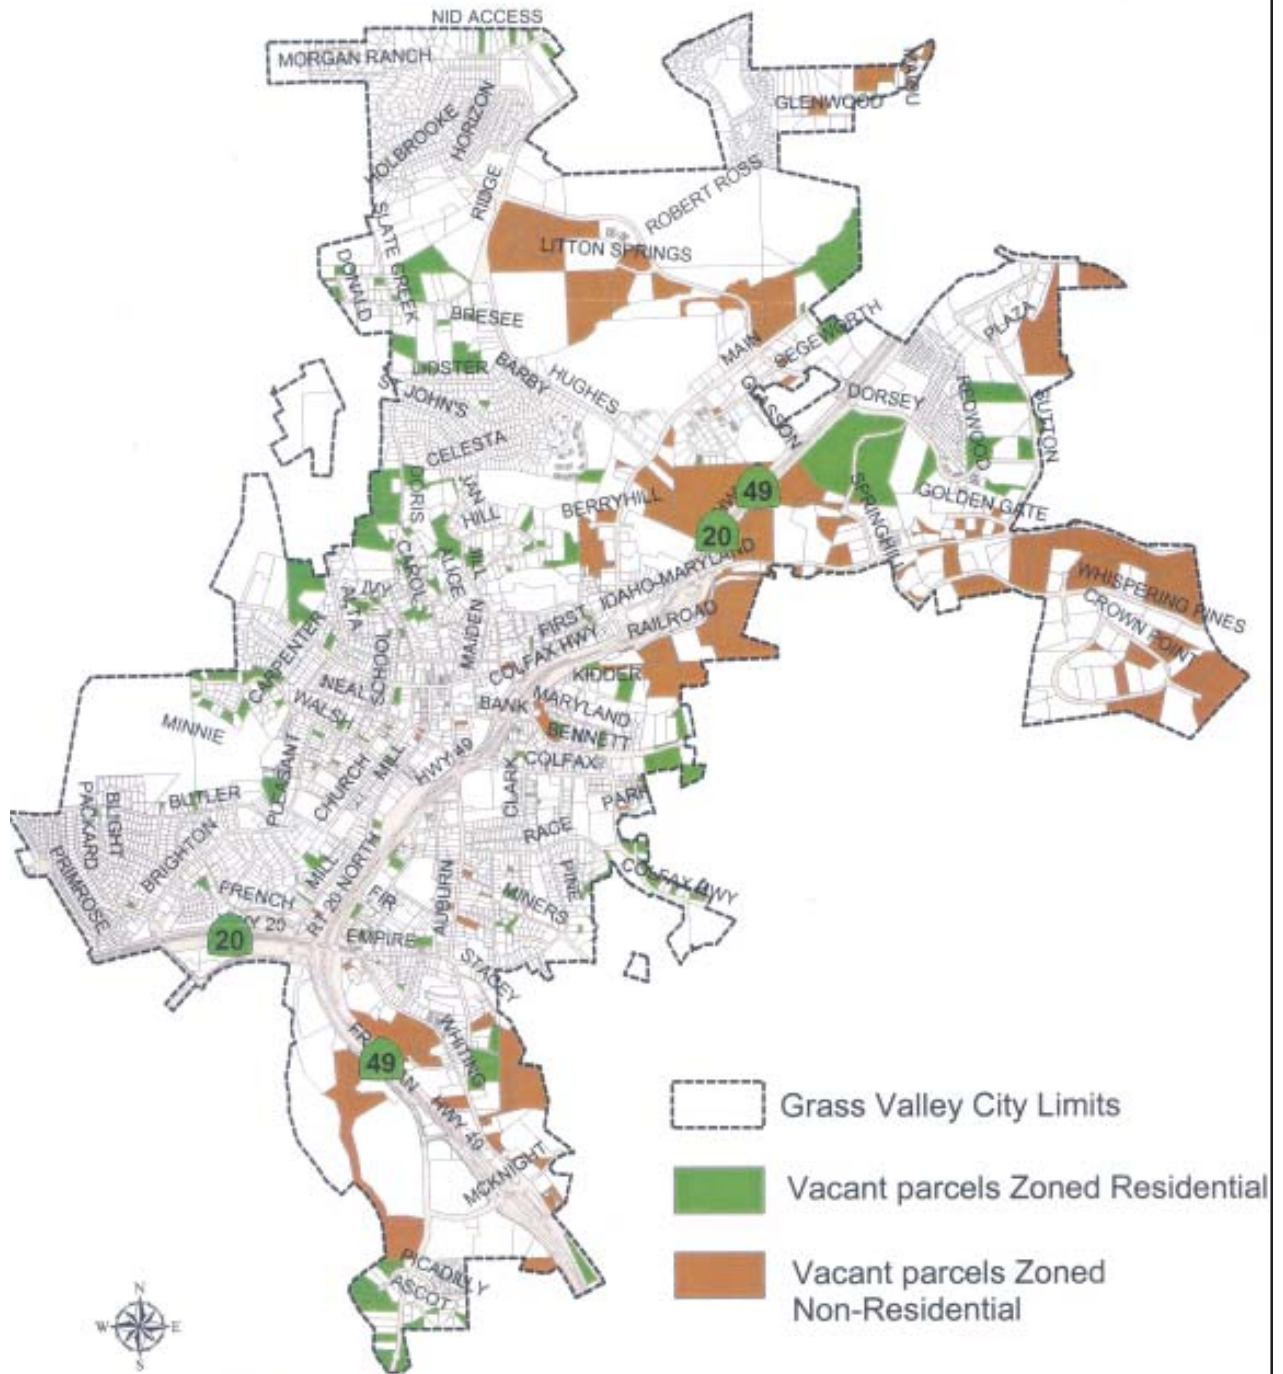 NID ACCESS
MORGAN RANCH
HOLBROOKE
HORIZON
RIDGE
GLENWOOD
ROBERT ROSS
SLATE CREEK
DONALD
LITTON SPRINGS
BRESEE
MAIN
SEGEWORTH
PLAZA
BARBY
HUGHES
GLASSON
DORSEY
REDWOOD
SUTTON
ST JOHN'S
CELESTA
DORIS
JAN
HILL
BERRYHILL
49
20
SPRINGHILL
GOLDEN GATE
IVY
ALTA
CAROL
ALICE
MAIDEN
FIRST
IDAHO-MARYLAND
RAILROAD
WHISPERING PINES
CROWN POINT
CARPENTER
SCHOOL
NEAL
WALSH
COLFAX HWY
KIDDER
BANK
MARYLAND
BENNETT
COLFAX
MINNIE
PLEASANT
CHURCH
MILL
HWY 49
CLARK
PARK
RACE
PACKARD
BLIGHT
BUTLER
BRIGHTON
PRIMROSE
FRENCH
MILL
RT 20 NORTH
FIR
AUBURN
MINERS
PINE
COLFAX HWY
20
EMPIRE
STACEY
WHITING
49
HWY 49
MCKNIGHT
PICADILLY
ASCOT
Grass Valley City Limits
Vacant parcels Zoned Residential
Vacant parcels Zoned
Non-Residential
N
W
E
S